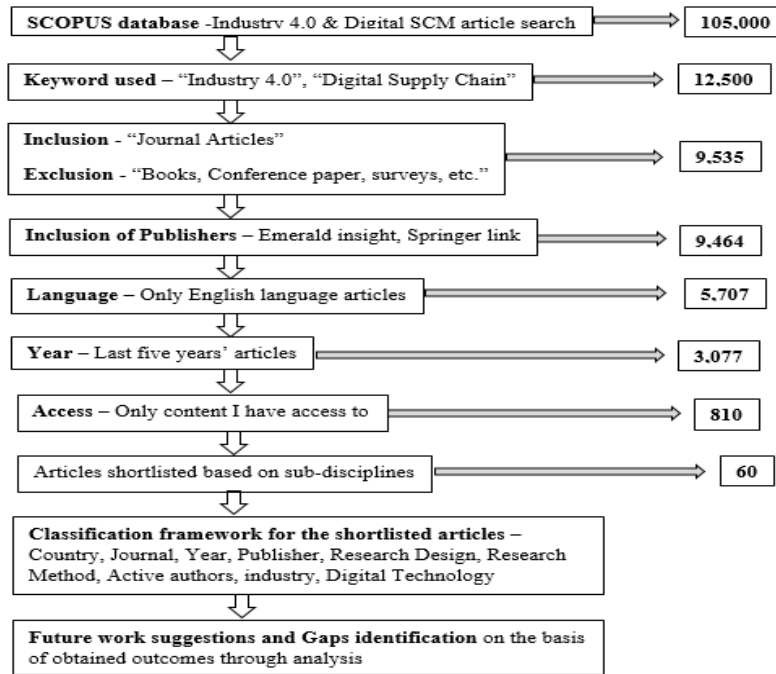 SCOPUS database -Industry 4.0 & Digital SCM article search
105,000
Keyword used – “Industry 4.0”, “Digital Supply Chain”
12,500
Inclusion - “Journal Articles”
Exclusion - “Books, Conference paper, surveys, etc.”
9,535
Inclusion of Publishers – Emerald insight, Springer link
9,464
Language – Only English language articles
5,707
Year – Last five years’ articles
3,077
Access – Only content I have access to
810
Articles shortlisted based on sub-disciplines
60
Classification framework for the shortlisted articles –
Country, Journal, Year, Publisher, Research Design, Research
Method, Active authors, industry, Digital Technology
Future work suggestions and Gaps identification on the basis
of obtained outcomes through analysis